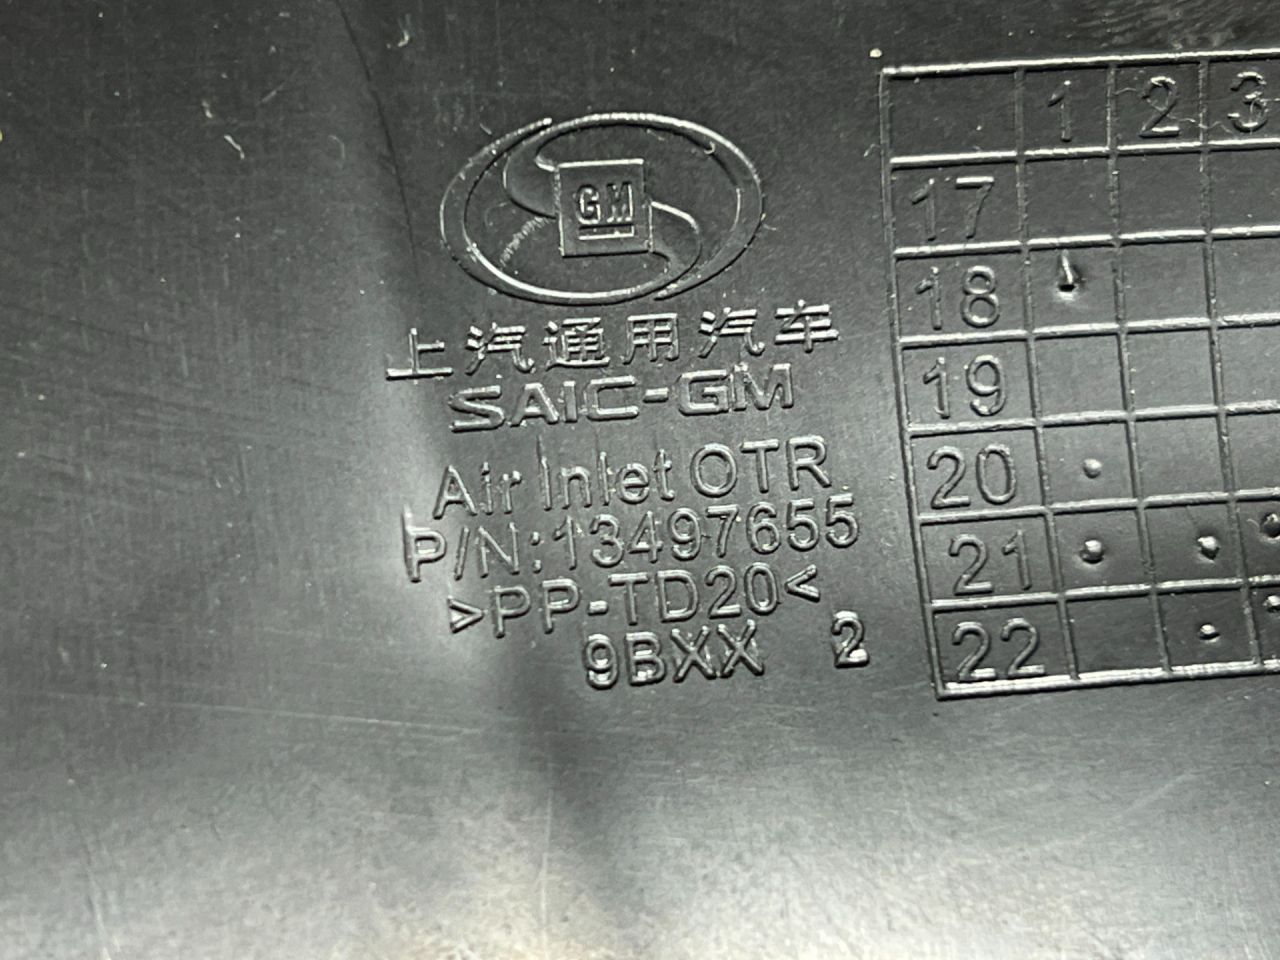 GM
上汽通用汽车
SAIC-GM
Air Inlet OTR
P/N:13497655
>PP-TD20<
9BXX 2
1 2 3
17
18
19
20
21
22